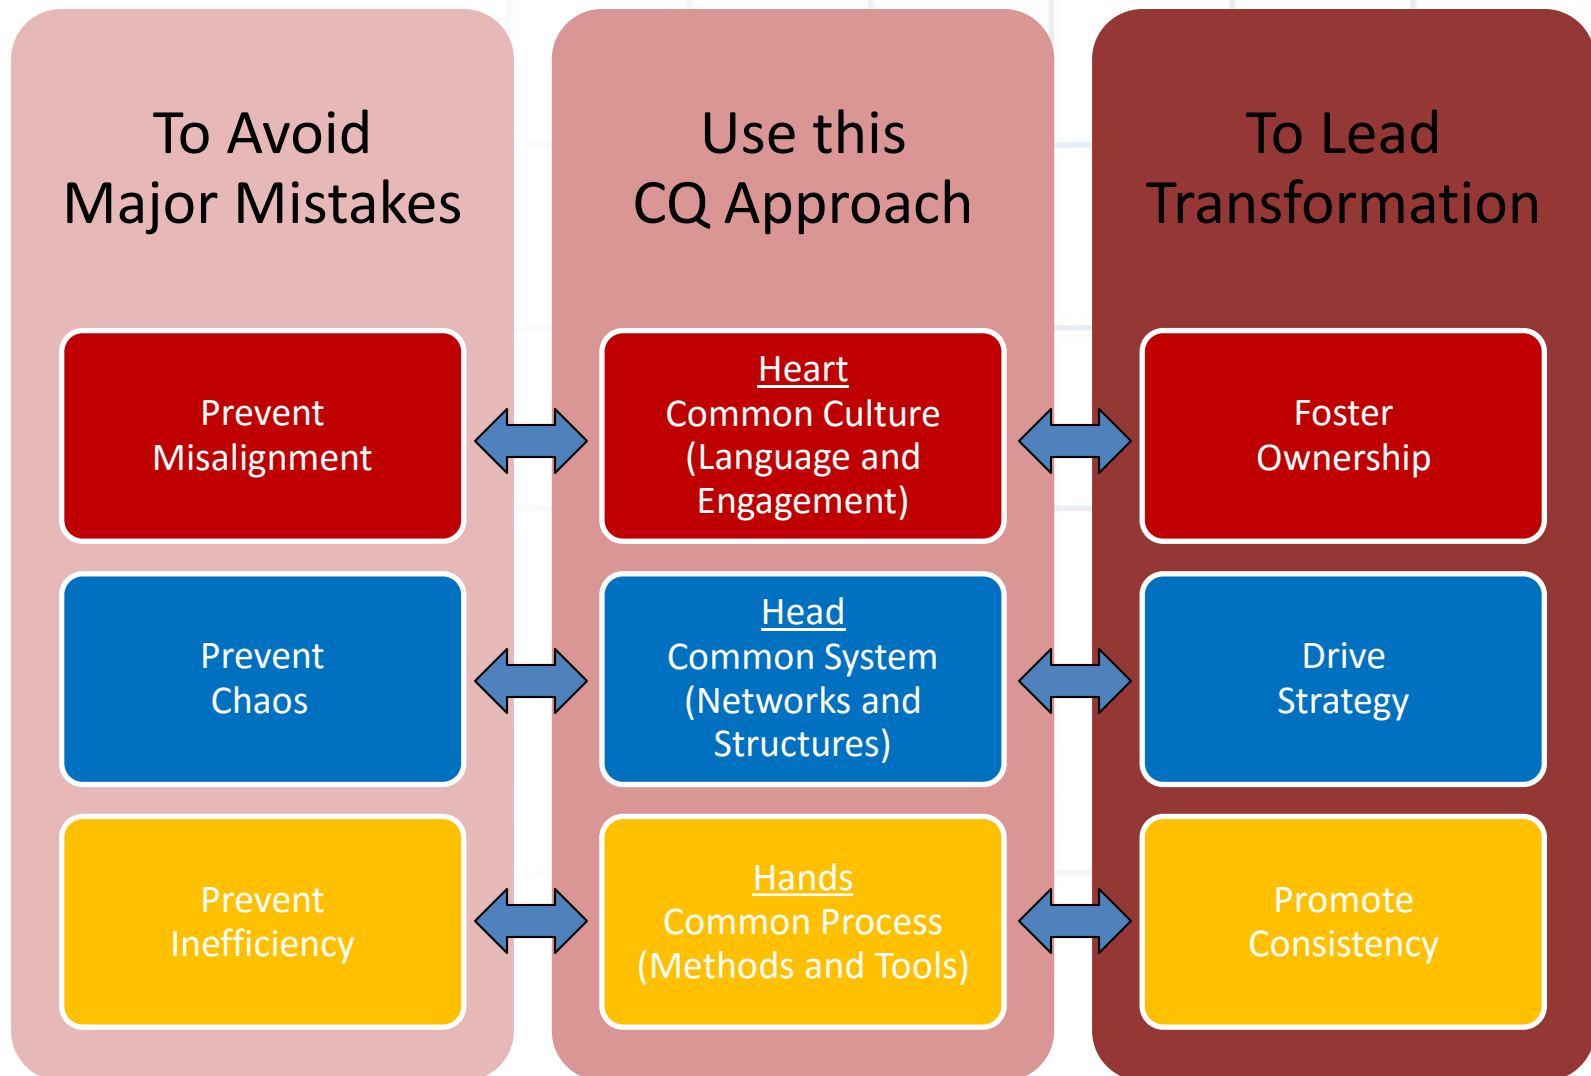 To Avoid
Major Mistakes
Prevent
Misalignment
Prevent
Chaos
Prevent
Inefficiency
Use this
CQ Approach
Heart
Common Culture
(Language and
Engagement)
Head
Common System
(Networks and
Structures)
Hands
Common Process
(Methods and Tools)
To Lead
Transformation
Foster
Ownership
Drive
Strategy
Promote
Consistency